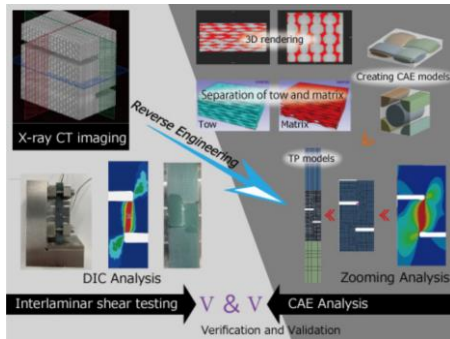 3D rendering
Creating CAE models
Separation of tow and matrix
Tow
Matrix
X-ray CT imaging
Reverse Engineering
TP models
DIC Analysis
Zooming Analysis
Interlaminar shear testing
V & V
CAE Analysis
Verification and Validation